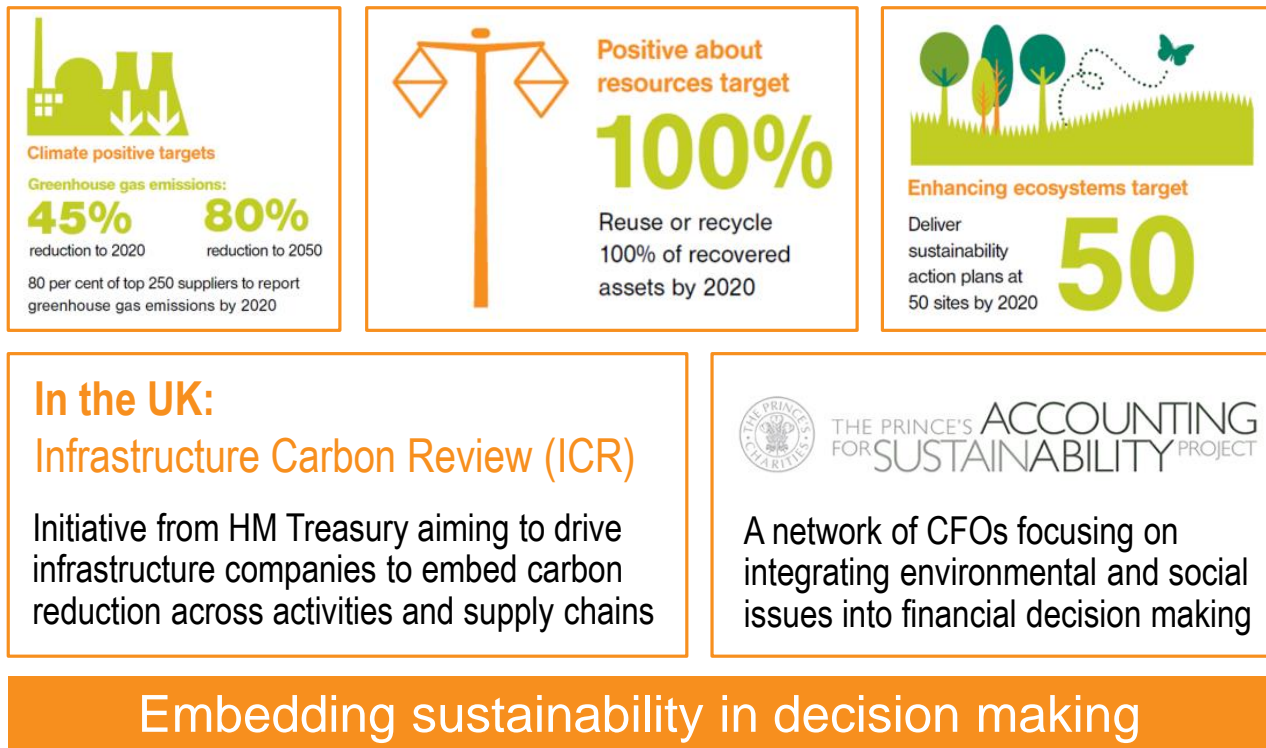 Climate positive targets
Greenhouse gas emissions:
45% 80%
reduction to 2020 reduction to 2050
80 per cent of top 250 suppliers to report
greenhouse gas emissions by 2020
Positive about
resources target
100%
Reuse or recycle
100% of recovered
assets by 2020
Enhancing ecosystems target
Deliver
sustainability
action plans at
50 sites by 2020
50
In the UK:
Infrastructure Carbon Review (ICR)
Initiative from HM Treasury aiming to drive
infrastructure companies to embed carbon
reduction across activities and supply chains
THE PRINCE'S CHARITIES
THE PRINCE'S ACCOUNTING
FOR SUSTAINABILITY PROJECT
A network of CFOs focusing on
integrating environmental and social
issues into financial decision making
Embedding sustainability in decision making